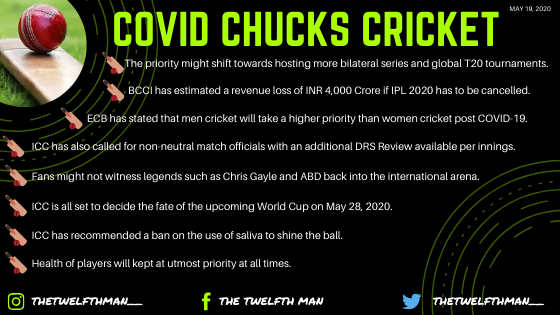 MAY 19, 2020
COVID CHUCKS CRICKET
The priority might shift towards hosting more bilateral series and global T20 tournaments.
BCCI has estimated a revenue loss of INR 4,000 Crore if IPL 2020 has to be cancelled.
ECB has stated that men cricket will take a higher priority than women cricket post COVID-19.
ICC has also called for non-neutral match officials with an additional DRS Review available per innings.
Fans might not witness legends such as Chris Gayle and ABD back into the international arena.
ICC is all set to decide the fate of the upcoming World Cup on May 28, 2020.
ICC has recommended a ban on the use of saliva to shine the ball.
Health of players will kept at utmost priority at all times.
THETWELFTHMAN__ THE TWELFTH MAN THETWELFTHMAN__